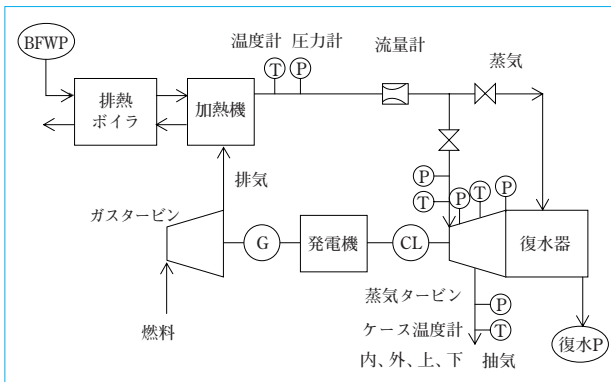 BFWP
温度計 圧力計 流量計
蒸気
T P
排熱
ボイラ
加熱機
排気
P
T
P
T
P
ガスタービン
G
発電機
CL
復水器
蒸気タービン
P
ケース温度計
T
燃料
内、外、上、下 抽気
復水P